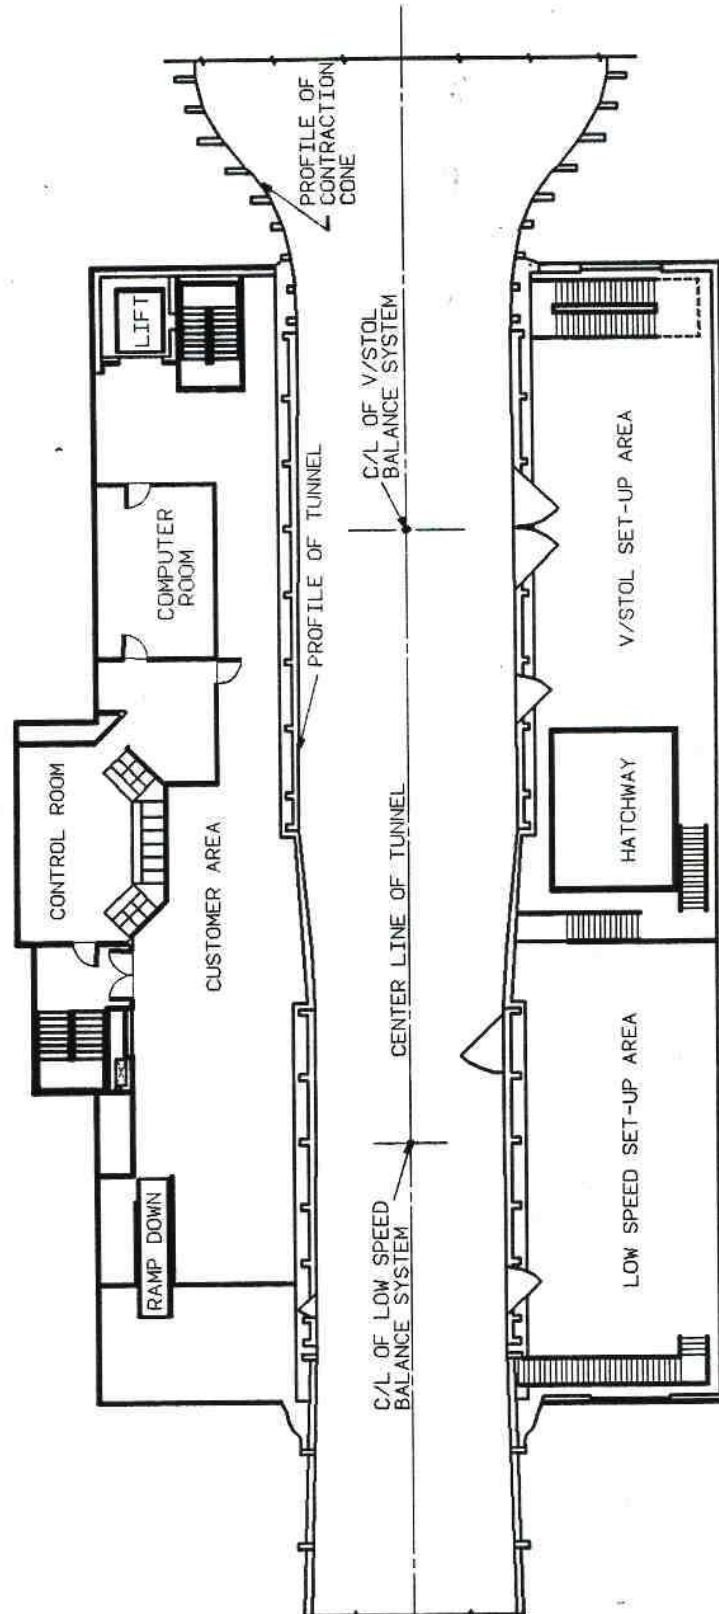 PROFILE OF
CONTRACTION
CONE
LIFT
C/L OF V/STOL
BALANCE SYSTEM
COMPUTER
ROOM
PROFILE OF TUNNEL
V/STOL SET-UP AREA
CONTROL ROOM
CUSTOMER AREA
CENTER LINE OF TUNNEL
HATCHWAY
RAMP DOWN
C/L OF LOW SPEED
BALANCE SYSTEM
LOW SPEED SET-UP AREA